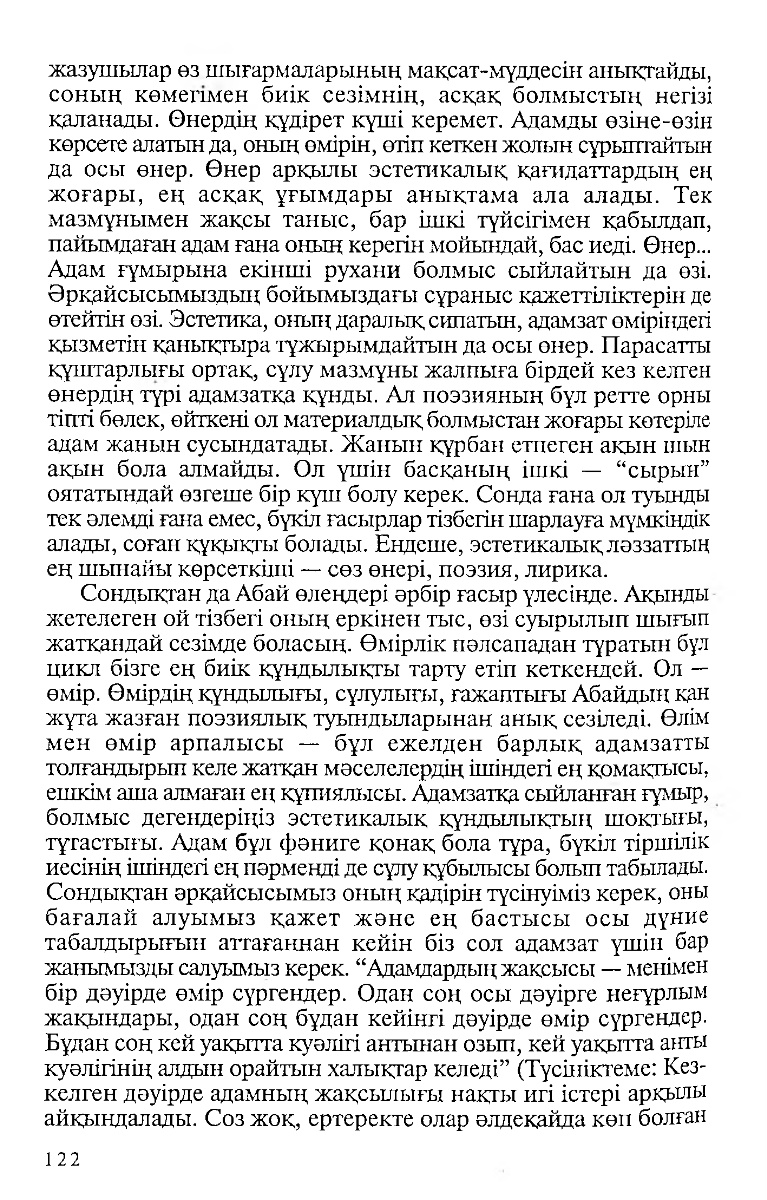 жазушылар өз шығармаларының мақсат-мүддесін анықтайды,
соның көмегімен биік сезімнің, асқақ болмыстың негізі
қаланады. Өнердің құдірет күші керемет. Адамды өзіне-өзін
көрсете алатын да, оның өмірін, өтіп кеткен жолын сұрыптайтын
да осы өнер. Өнер арқылы эстетикалық қағидаттардың ең
жоғары, ең асқақ ұғымдары анықтама ала алады. Тек
мазмұнымен жақсы таныс, бар ішкі түйсігімен қабылдап,
пайымдаған адам ғана оның керегін мойындай, бас иеді. Өнер...
Адам ғұмырына екінші рухани болмыс сыйлайтын да өзі.
Әрқайсысымыздың бойымыздағы сұраныс қажеттіліктерін де
өтейтін өзі. Эстетика, оның даралық сипатын, адамзат өміріндегі
қызметін қанықтыра тұжырымдайтын да осы өнер. Парасатты
құштарлығы ортақ, сұлу мазмұны жалпыға бірдей кез келген
өнердің түрі адамзатқа құнды. Ал поэзияның бұл ретте орны
тіпті бөлек, өйткені ол материалдық болмыстан жоғары көтеріле
адам жанын сусындатады. Жанын құрбан етпеген ақын шын
ақын бола алмайды. Ол үшін басқаның ішкі — “сырын”
оятатындай өзгеше бір күш болу керек. Сонда ғана ол туынды
тек әлемді ғана емес, бүкіл ғасырлар тізбегін шарлауға мүмкіндік
алады, соған құқықты болады. Ендеше, эстетикалық ләззаттың
ең шынайы көрсеткіші — сөз өнері, поэзия, лирика.
Сондықтан да Абай өлеңдері әрбір ғасыр үлесінде. Ақынды
жетелеген ой тізбегі оның еркінен тыс, өзі суырылып шығып
жатқандай сезімде боласың. Өмірлік пәлсападан тұратын бұл
цикл бізге ең биік құндылықты тарту етіп кеткендей. Ол —
өмір. Өмірдің құндылығы, сұлулығы, ғажаптығы Абайдың қан
жұта жазған поэзиялық туындыларынан анық сезіледі. Өлім
мен өмір арпалысы — бұл ежелден барлық адамзатты
толғандырып келе жатқан мәселелердің ішіндегі ең қомақтысы,
ешкім аша алмаған ең құпиялысы. Адамзатқа сыйланған ғұмыр,
болмыс дегендеріңіз эстетикалық құндылықтың шоқтығы,
тұтастығы. Адам бұл фәниге қонақ бола тұра, бүкіл тіршілік
иесінің ішіндегі ең пәрменді де сұлу құбылысы болып табылады.
Сондықтан әрқайсысымыз оның қадірін түсінуіміз керек, оны
бағалай алуымыз қажет және ең бастысы осы дүние
табалдырығын аттағаннан кейін біз сол адамзат үшін бар
жанымызды салуымыз керек. “Адамдардың жақсысы — менімен
бір дәуірде өмір сүргендер. Одан соң осы дәуірге неғұрлым
жақындары, одан соң бұдан кейінгі дәуірде өмір сүргендер.
Бұдан соң кей уақытта куәлігі антынан озып, кей уақытта анты
куәлігінің алдын орайтын халықтар келеді” (Түсініктеме: Кез-
келген дәуірде адамның жақсылығы нақты игі істері арқылы
айқындалады. Соз жоқ, ертеректе олар әлдеқайда көп болған
122